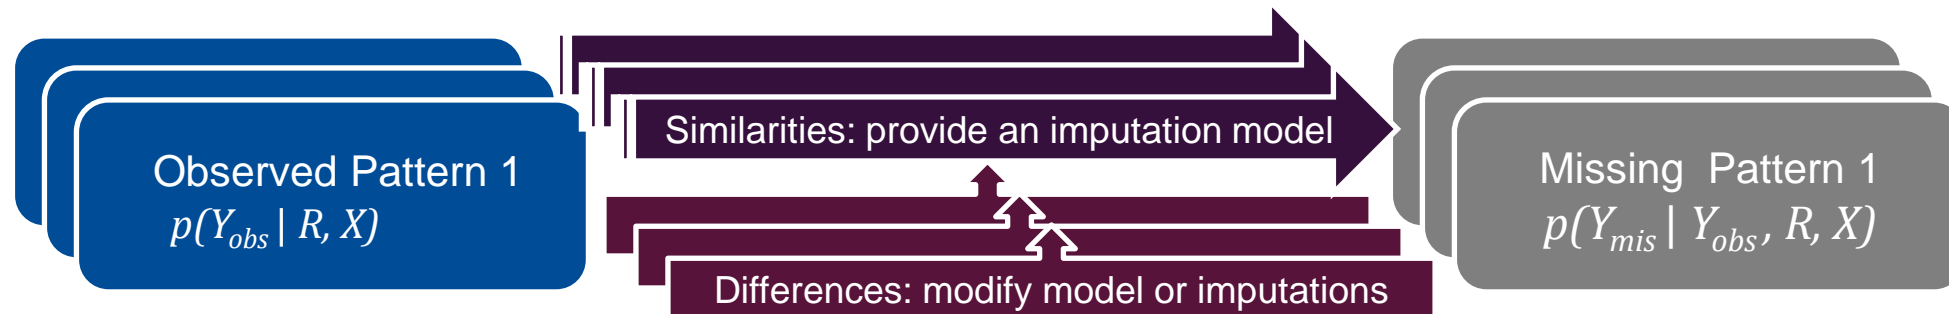 Observed Pattern 1
p(Y_obs | R, X)
Similarities: provide an imputation model
Differences: modify model or imputations
Missing Pattern 1
p(Y_mis | Y_obs, R, X)